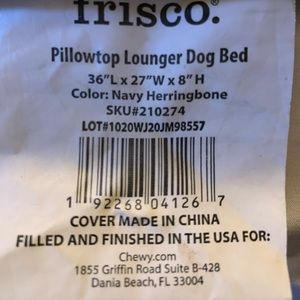 frisco.
Pillowtop Lounger Dog Bed
36"L x 27"W x 8"H
Color: Navy Herringbone
SKU#210274
LOT#1020WJ20JM98557
1 92268 04126 7
COVER MADE IN CHINA
FILLED AND FINISHED IN THE USA FOR:
Chewy.com
1855 Griffin Road Suite B-428
Dania Beach, FL 33004